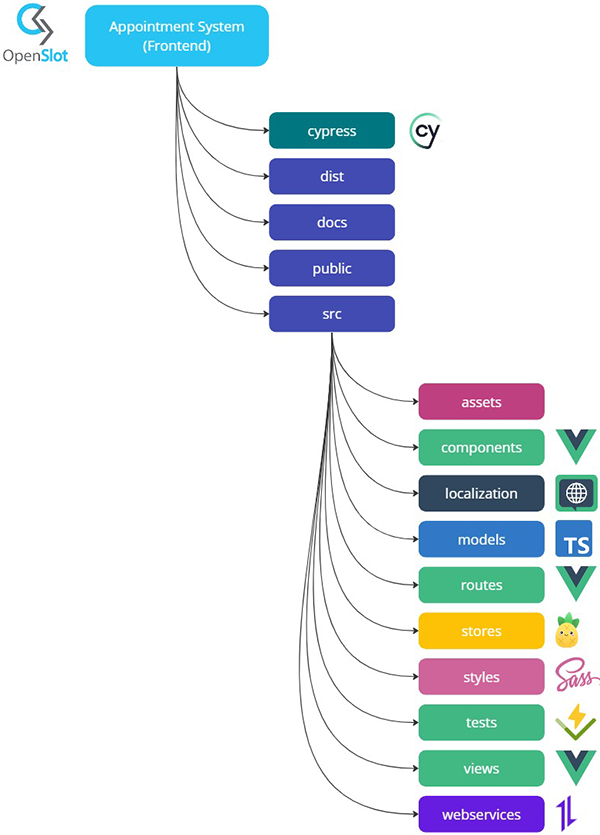 OpenSlot
Appointment System
(Frontend)
cypress
cy
dist
docs
public
src
assets
components
localization
models
TS
routes
stores
styles
Sass
tests
views
webservices